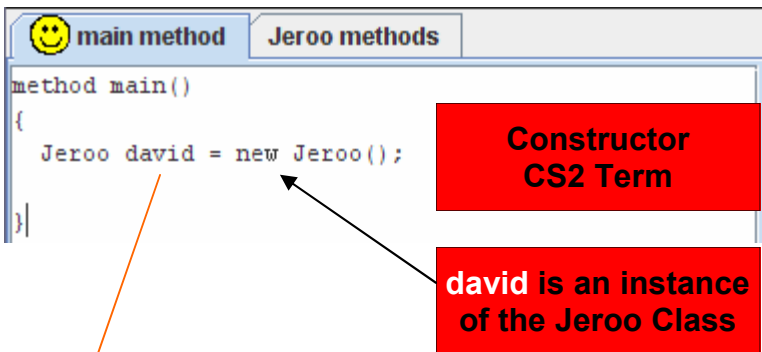 main method Jeroo methods
method main()
{
Jeroo david = new Jeroo();
}
Constructor
CS2 Term
david is an instance
of the Jeroo Class